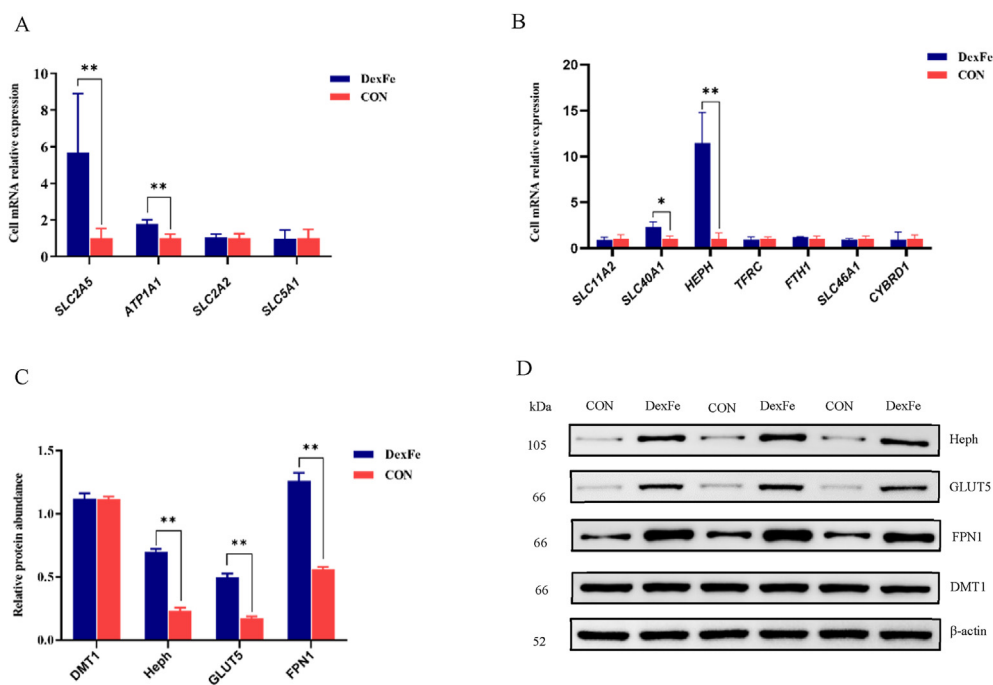 A
Cell mRNA relative expression
10
8
6
4
2
0
**
**
DexFe
CON
SLC2A5
ATP1A1
SLC2A2
SLC5A1
B
Cell mRNA relative expression
20
15
10
5
0
*
**
DexFe
CON
SLC11A2
SLC40A1
HEPH
TFRC
FTH1
SLC46A1
CYBRD1
C
Relative protein abundance
1.5
1.0
0.5
0.0
**
**
**
DexFe
CON
DMT1
Heph
GLUT5
FPN1
D
kDa CON DexFe CON DexFe CON DexFe
105 Heph
66 GLUT5
66 FPN1
66 DMT1
52 β-actin